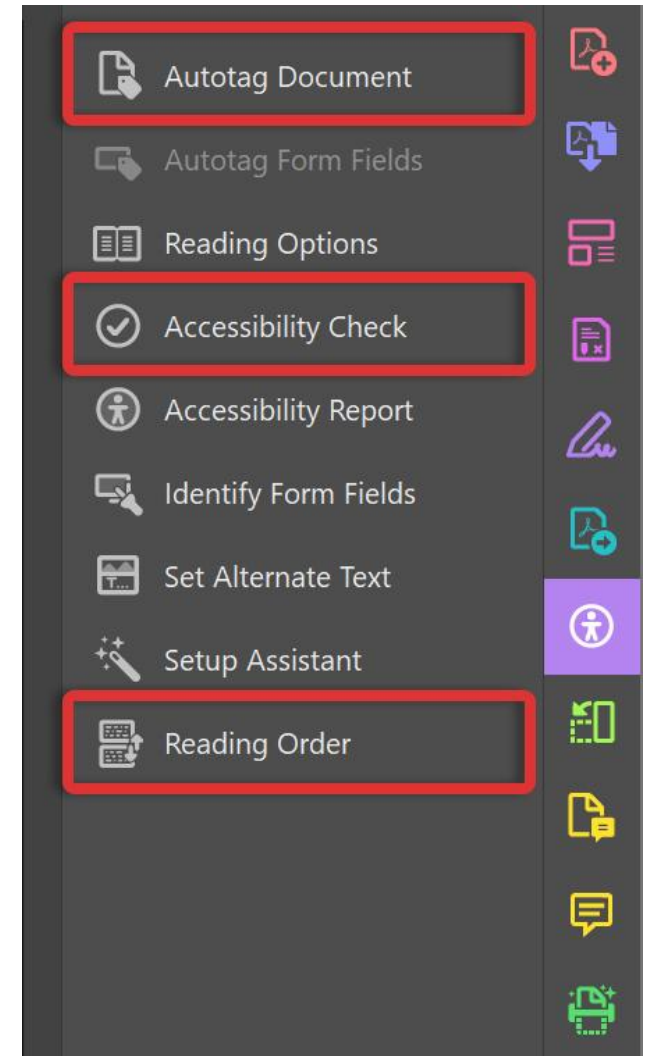 Autotag Document
Autotag Form Fields
Reading Options
Accessibility Check
Accessibility Report
Identify Form Fields
Set Alternate Text
Setup Assistant
Reading Order